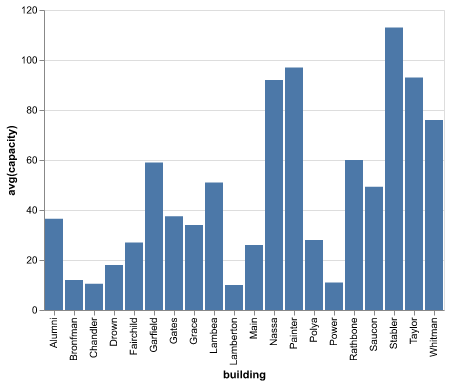 120
100
80
60
40
20
0
avg(capacity)
Alumni
Bronfman
Chandler
Drown
Fairchild
Garfield
Gates
Grace
Lambeau
Lamberton
Main
Nassa
Painter
Polya
Power
Rathbone
Saucon
Stabler
Taylor
Whitman
building